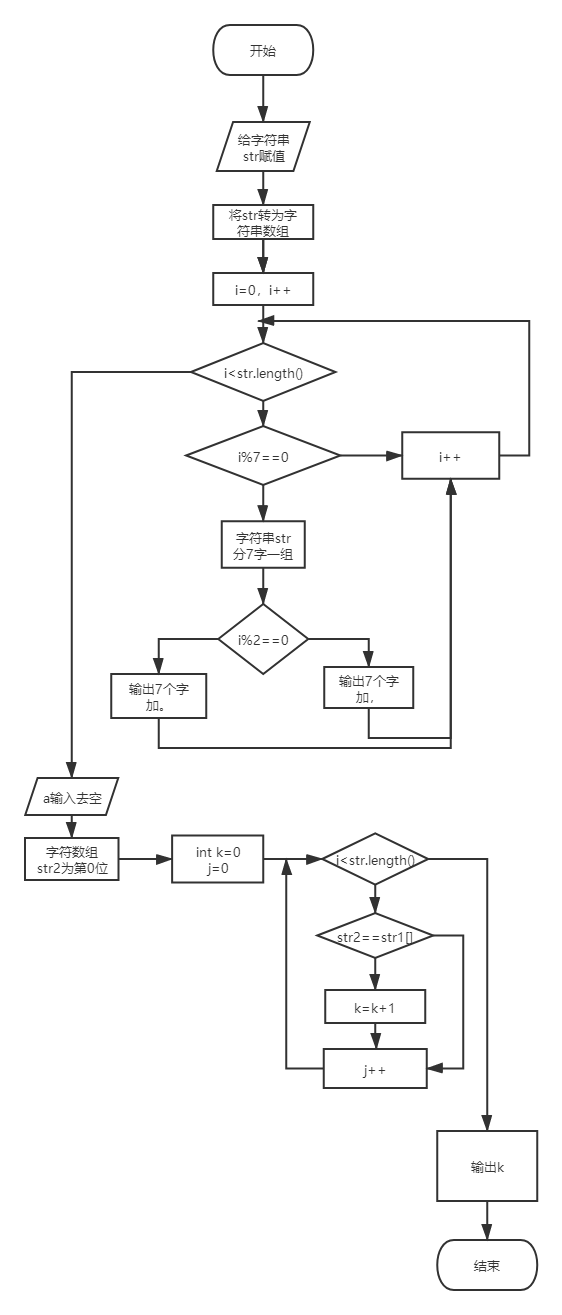 开始
给字符串
str赋值
将str转为字
符串数组
i=0，i++
i<str.length()
i%7==0
i++
字符串str
分7字一组
i%2==0
输出7个字
加。
输出7个字
加，
a输入去空
字符数组
str2为第0位
int k=0
j=0
j<str.length()
str2==str1[]
k=k+1
j++
输出k
结束